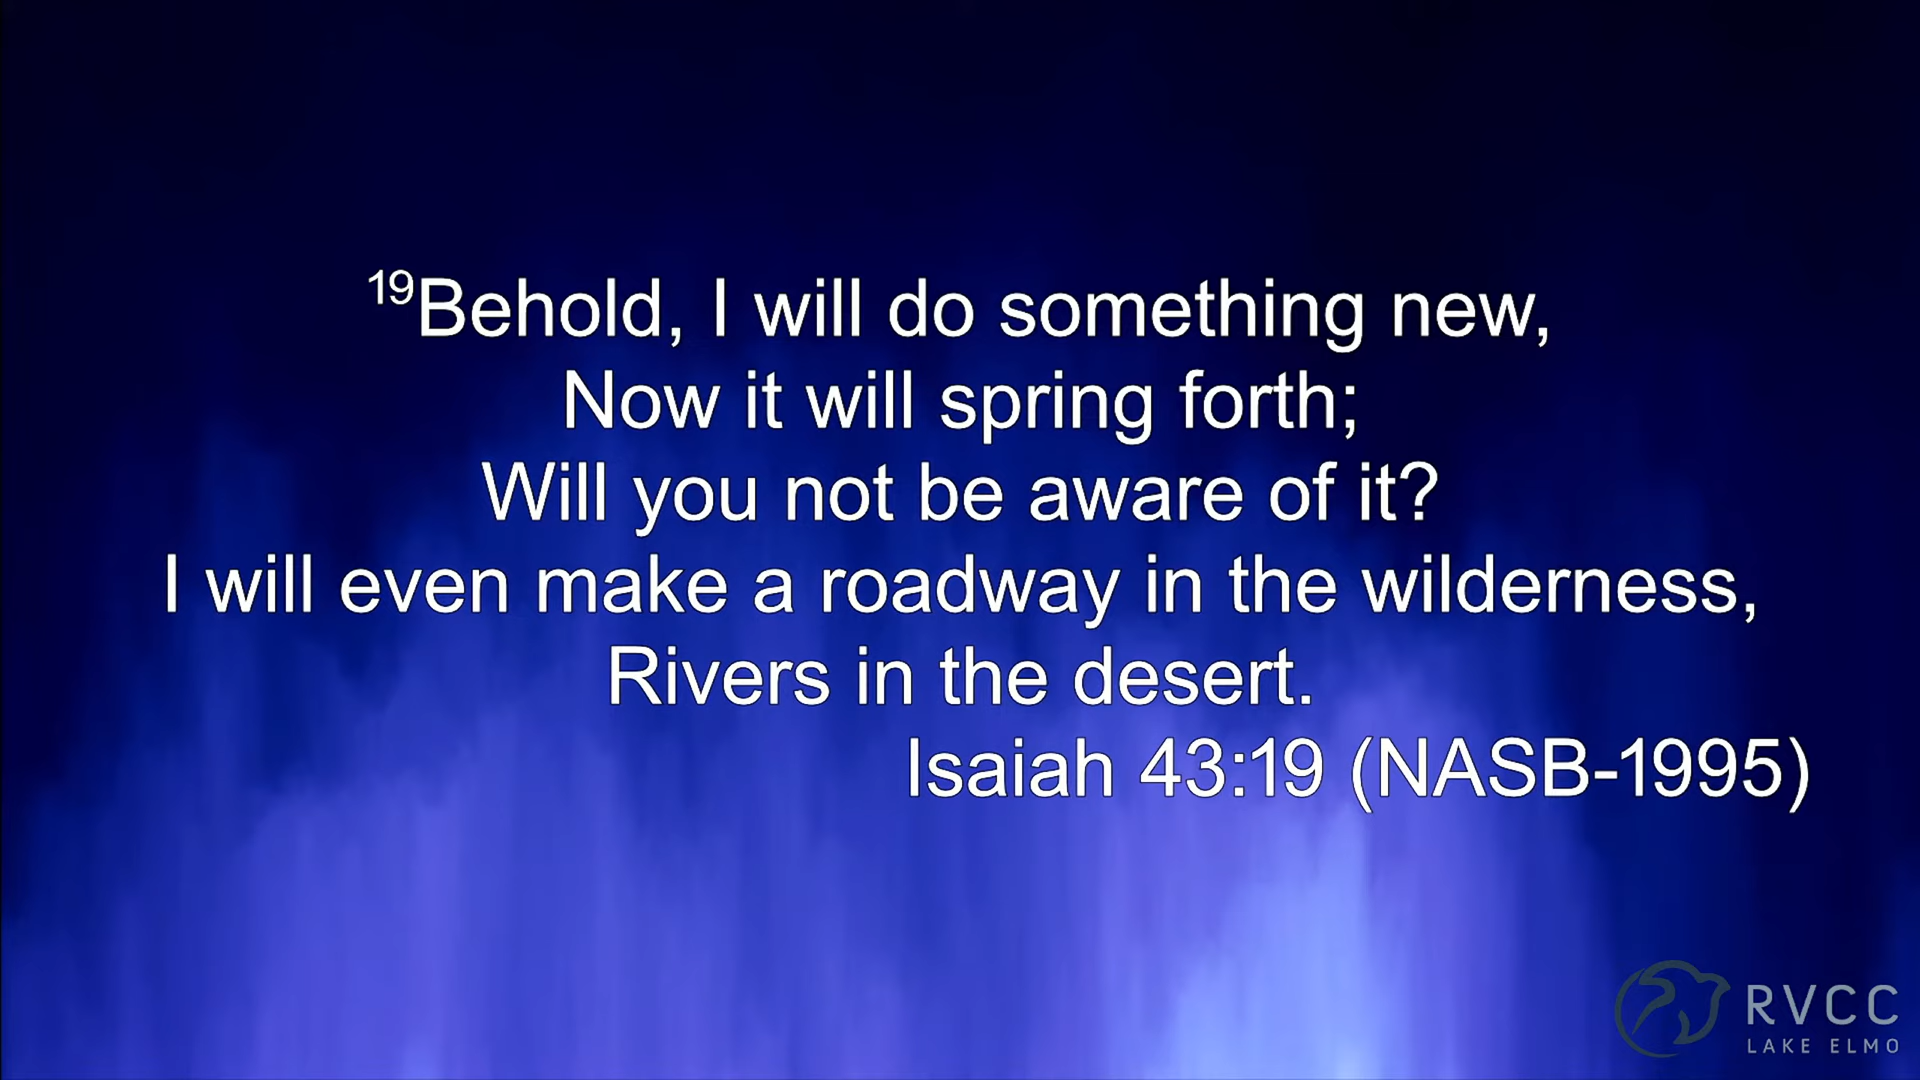 19Behold, I will do something new,
Now it will spring forth;
Will you not be aware of it?
I will even make a roadway in the wilderness,
Rivers in the desert.
Isaiah 43:19 (NASB-1995)
RVCC
LAKE ELMO